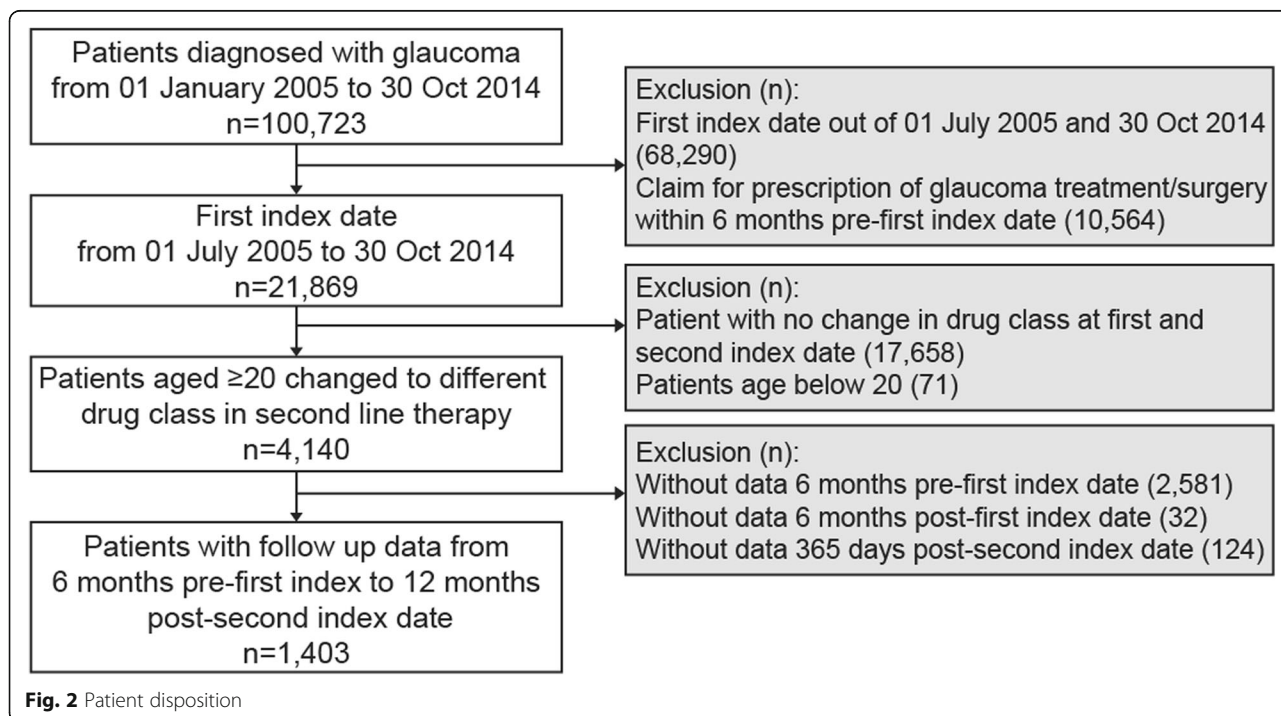 Patients diagnosed with glaucoma
from 01 January 2005 to 30 Oct 2014
n=100,723
Exclusion (n):
First index date out of 01 July 2005 and 30 Oct 2014
(68,290)
Claim for prescription of glaucoma treatment/surgery
within 6 months pre-first index date (10,564)
First index date
from 01 July 2005 to 30 Oct 2014
n=21,869
Exclusion (n):
Patient with no change in drug class at first and
second index date (17,658)
Patients age below 20 (71)
Patients aged ≥20 changed to different
drug class in second line therapy
n=4,140
Exclusion (n):
Without data 6 months pre-first index date (2,581)
Without data 6 months post-first index date (32)
Without data 365 days post-second index date (124)
Patients with follow up data from
6 months pre-first index to 12 months
post-second index date
n=1,403
Fig. 2 Patient disposition